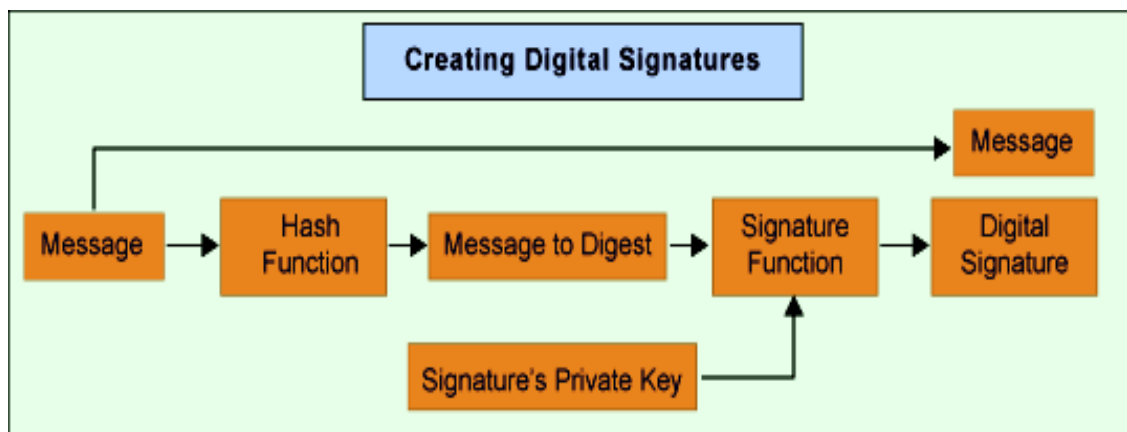 Creating Digital Signatures
Message
Message
Hash
Function
Message to Digest
Signature
Function
Digital
Signature
Signature's Private Key